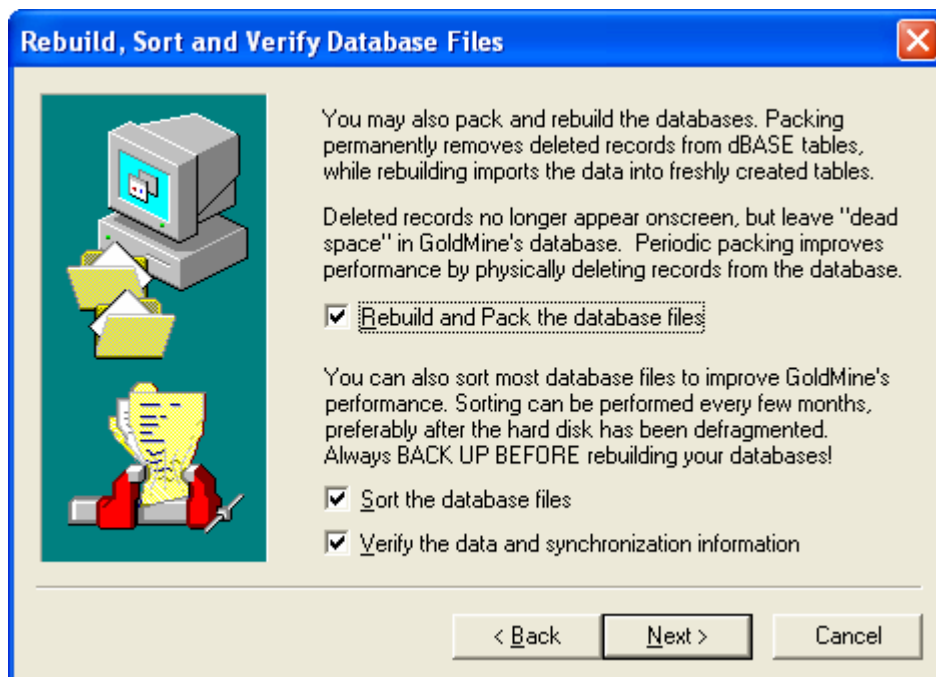 Rebuild, Sort and Verify Database Files
You may also pack and rebuild the databases. Packing
permanently removes deleted records from dBASE tables,
while rebuilding imports the data into freshly created tables.
Deleted records no longer appear onscreen, but leave "dead
space" in GoldMine's database.  Periodic packing improves
performance by physically deleting records from the database.
Rebuild and Pack the database files
You can also sort most database files to improve GoldMine's
performance. Sorting can be performed every few months,
preferably after the hard disk has been defragmented.
Always BACK UP BEFORE rebuilding your databases!
Sort the database files
Verify the data and synchronization information
< Back
Next >
Cancel